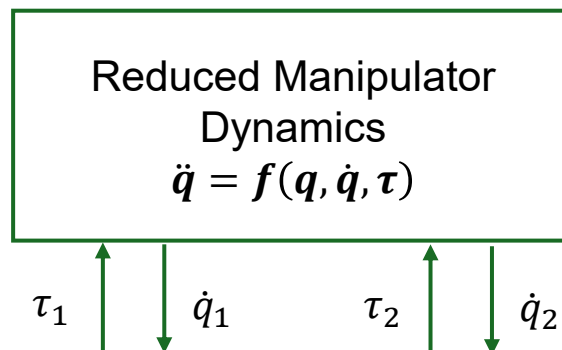 Reduced Manipulator
Dynamics
q̈ = f(q, q̇, τ)
τ₁ q̇₁ τ₂ q̇₂